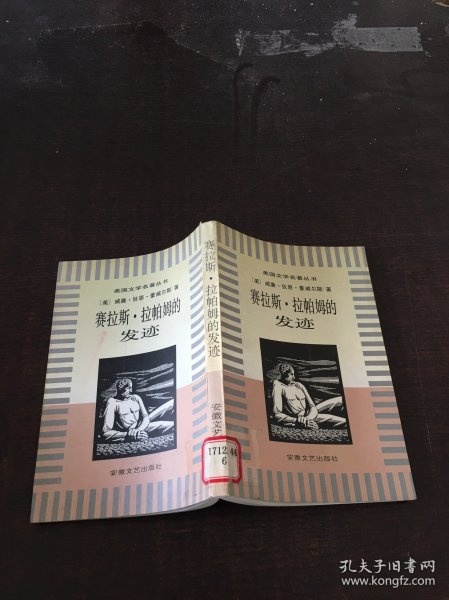 美国文学名著丛书
〔美〕威廉·狄恩·豪威尔斯 著
赛拉斯·拉帕姆的
发迹
安徽文艺出版社
赛拉斯·拉帕姆的发迹
安徽文艺
1712.44
6
美国文学名著丛书
〔美〕威廉·狄恩·豪威尔斯 著
赛拉斯·拉帕姆的
发迹
安徽文艺出版社
孔夫子旧书网
www.kongfz.com